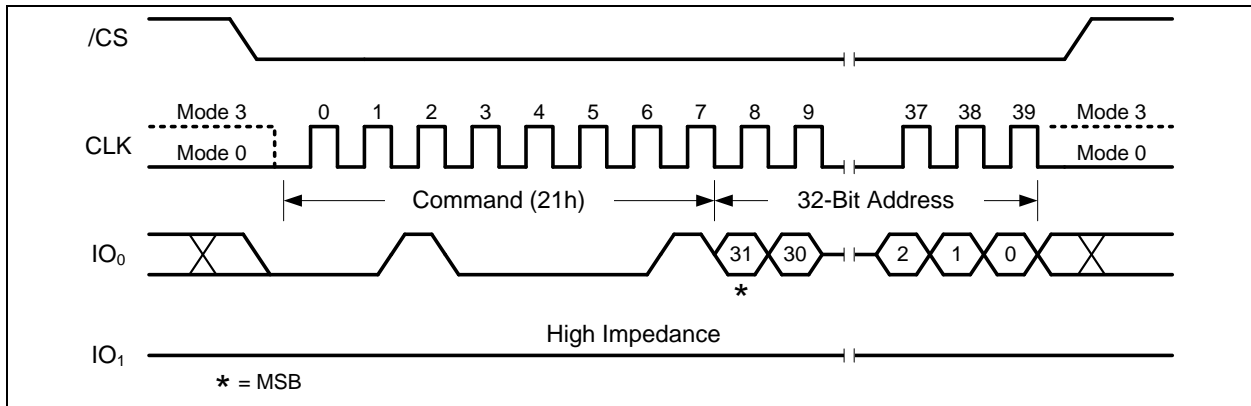 /CS
Mode 3 0 1 2 3 4 5 6 7 8 9 37 38 39 Mode 3
CLK
Mode 0 Mode 0
Command (21h) 32-Bit Address
IO₀ 31 30 2 1 0
*
High Impedance
IO₁
* = MSB